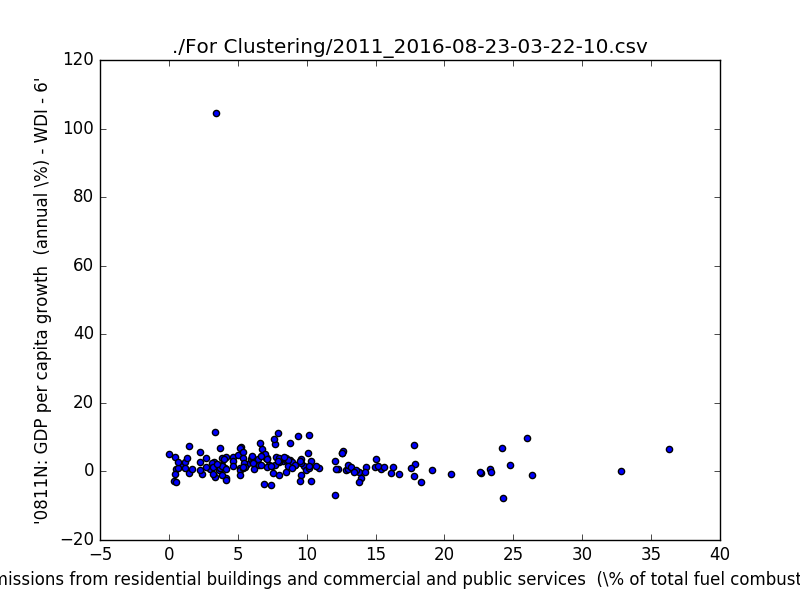 ./For Clustering/2011_2016-08-23-03-22-10.csv
'0811N: GDP per capita growth  (annual \%) - WDI - 6'
120
100
80
60
40
20
0
−20
−5 0 5 10 15 20 25 30 35 40
from residential buildings and commercial and public services  (\% of total fuel